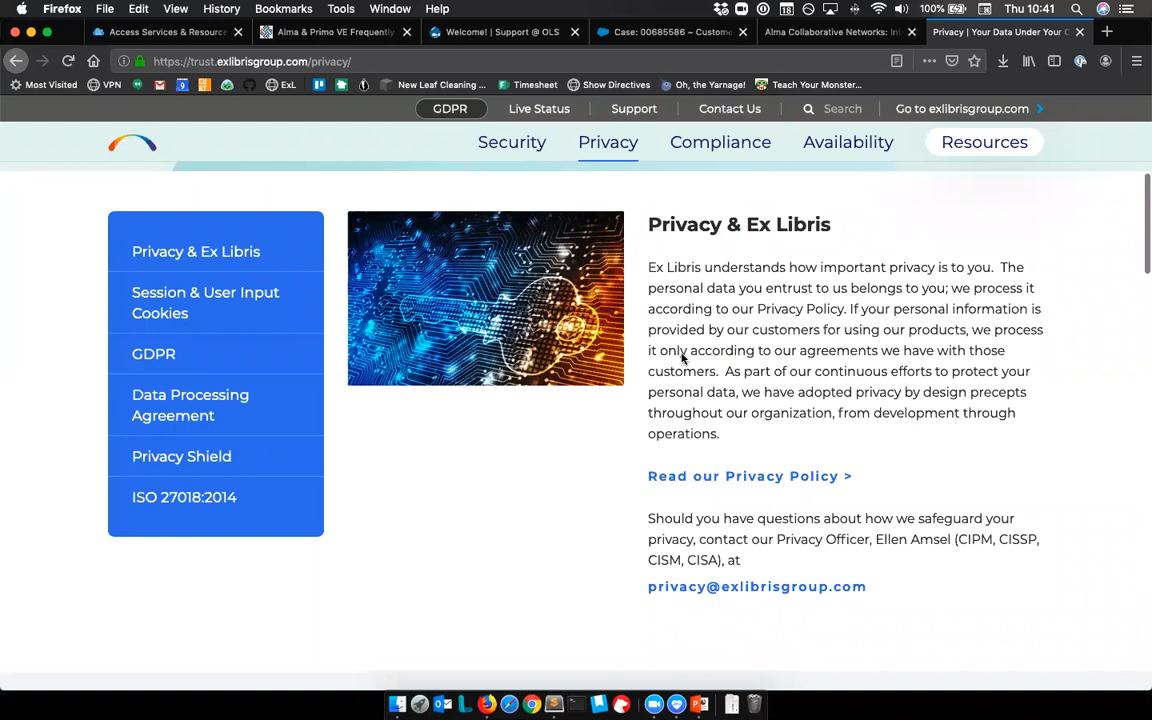 Firefox File Edit View History Bookmarks Tools Window Help 18 100% Thu 10:41
Access Services & Resource
Alma & Primo VE Frequently
Welcome! | Support @ OLS
Case: 00685586 ~ Custome
Alma Collaborative Networks: In
Privacy | Your Data Under Your C
https://trust.exlibrisgroup.com/privacy/
Most Visited VPN ExL New Leaf Cleaning -... Timesheet Show Directives Oh, the Yarnage! Teach Your Monster...
GDPR Live Status Support Contact Us Search Go to exlibrisgroup.com
Security Privacy Compliance Availability Resources
Privacy & Ex Libris
Session & User Input
Cookies
GDPR
Data Processing
Agreement
Privacy Shield
ISO 27018:2014
Privacy & Ex Libris
Ex Libris understands how important privacy is to you. The
personal data you entrust to us belongs to you; we process it
according to our Privacy Policy. If your personal information is
provided by our customers for using our products, we process
it only according to our agreements we have with those
customers. As part of our continuous efforts to protect your
personal data, we have adopted privacy by design precepts
throughout our organization, from development through
operations.
Read our Privacy Policy >
Should you have questions about how we safeguard your
privacy, contact our Privacy Officer, Ellen Amsel (CIPM, CISSP,
CISM, CISA), at
privacy@exlibrisgroup.com